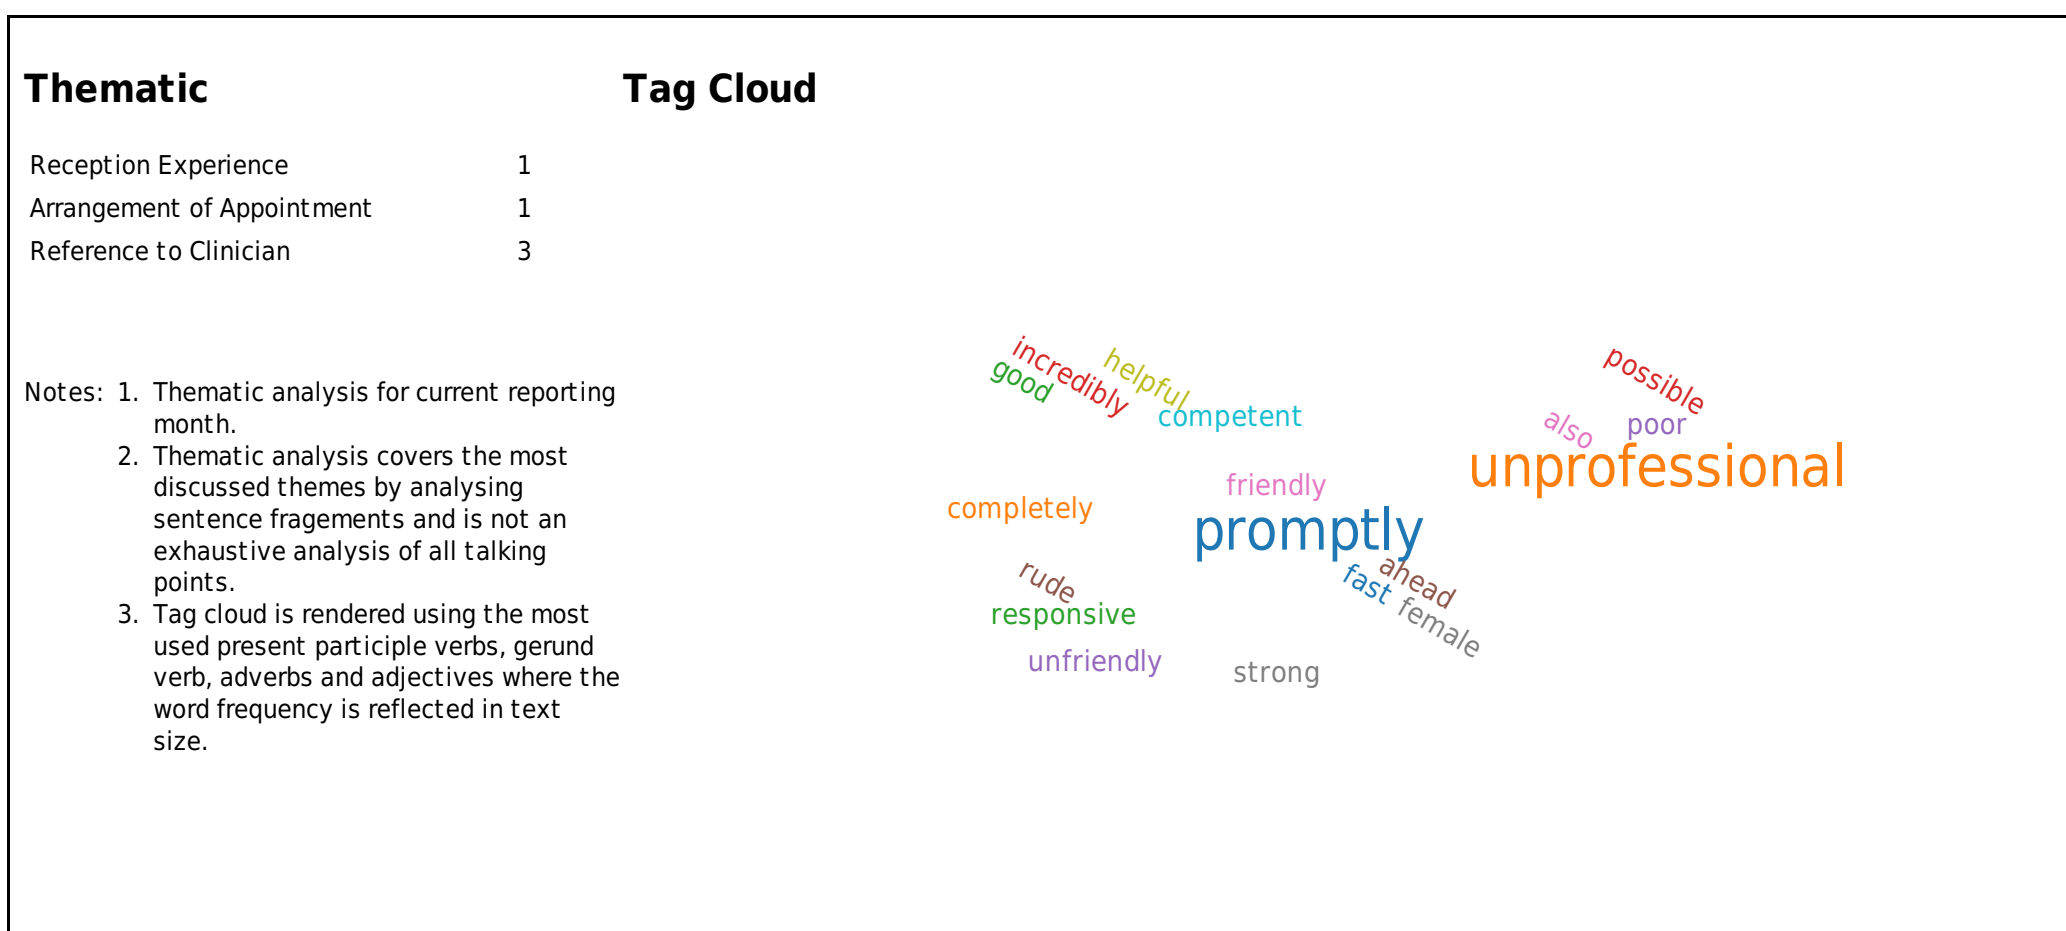 Thematic
Reception Experience 1
Arrangement of Appointment 1
Reference to Clinician 3
Notes: 1. Thematic analysis for current reporting
month.
2. Thematic analysis covers the most
discussed themes by analysing
sentence fragements and is not an
exhaustive analysis of all talking
points.
3. Tag cloud is rendered using the most
used present participle verbs, gerund
verb, adverbs and adjectives where the
word frequency is reflected in text
size.
Tag Cloud
incredibly
good
helpful
competent
possible
also
poor
unprofessional
friendly
completely
promptly
rude
responsive
ahead
fast
female
unfriendly
strong